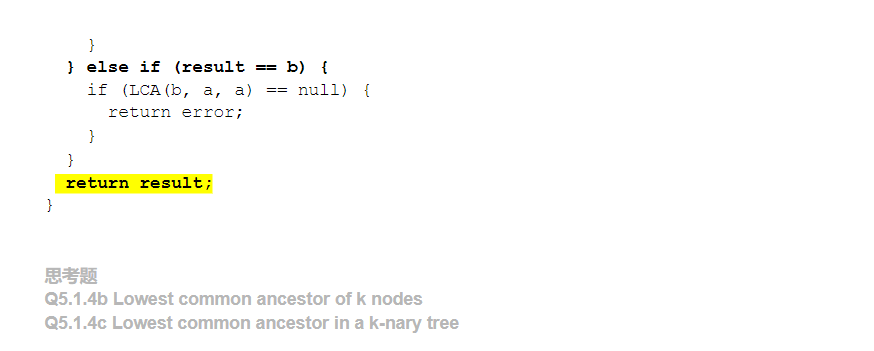 }
} else if (result == b) {
if (LCA(b, a, a) == null) {
return error;
}
}
return result;
}
思考题
Q5.1.4b Lowest common ancestor of k nodes
Q5.1.4c Lowest common ancestor in a k-nary tree